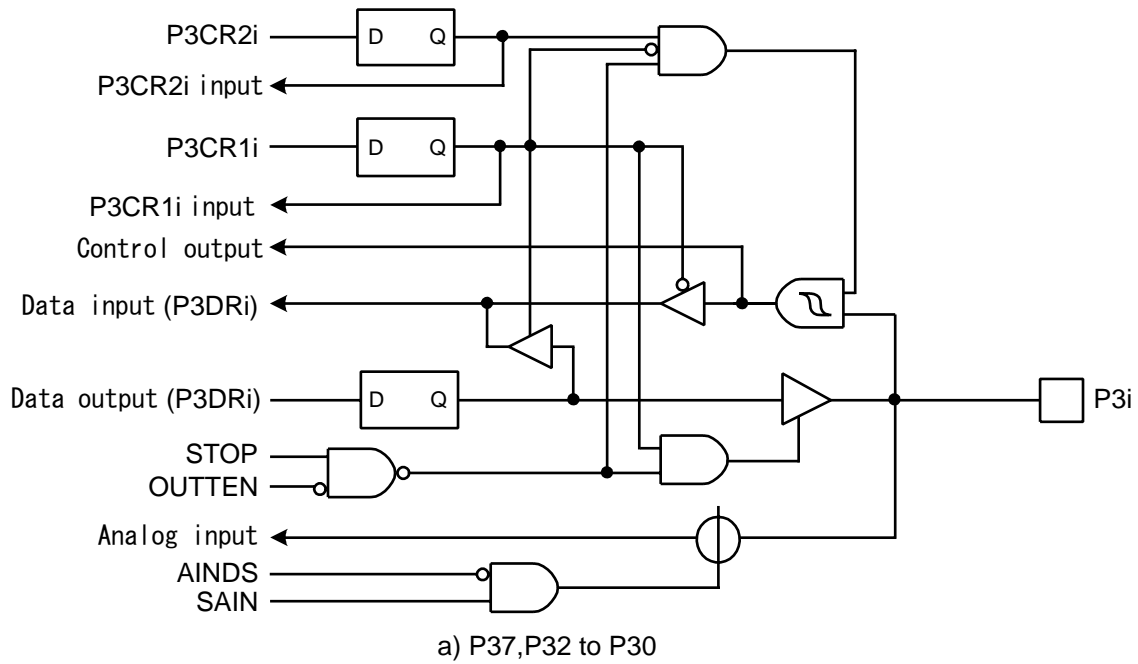 P3CR2i
D Q
P3CR2i input
P3CR1i
D Q
P3CR1i input
Control output
Data input (P3DRi)
Data output (P3DRi)
D Q
P3i
STOP
OUTTEN
Analog input
AINDS
SAIN
a) P37,P32 to P30